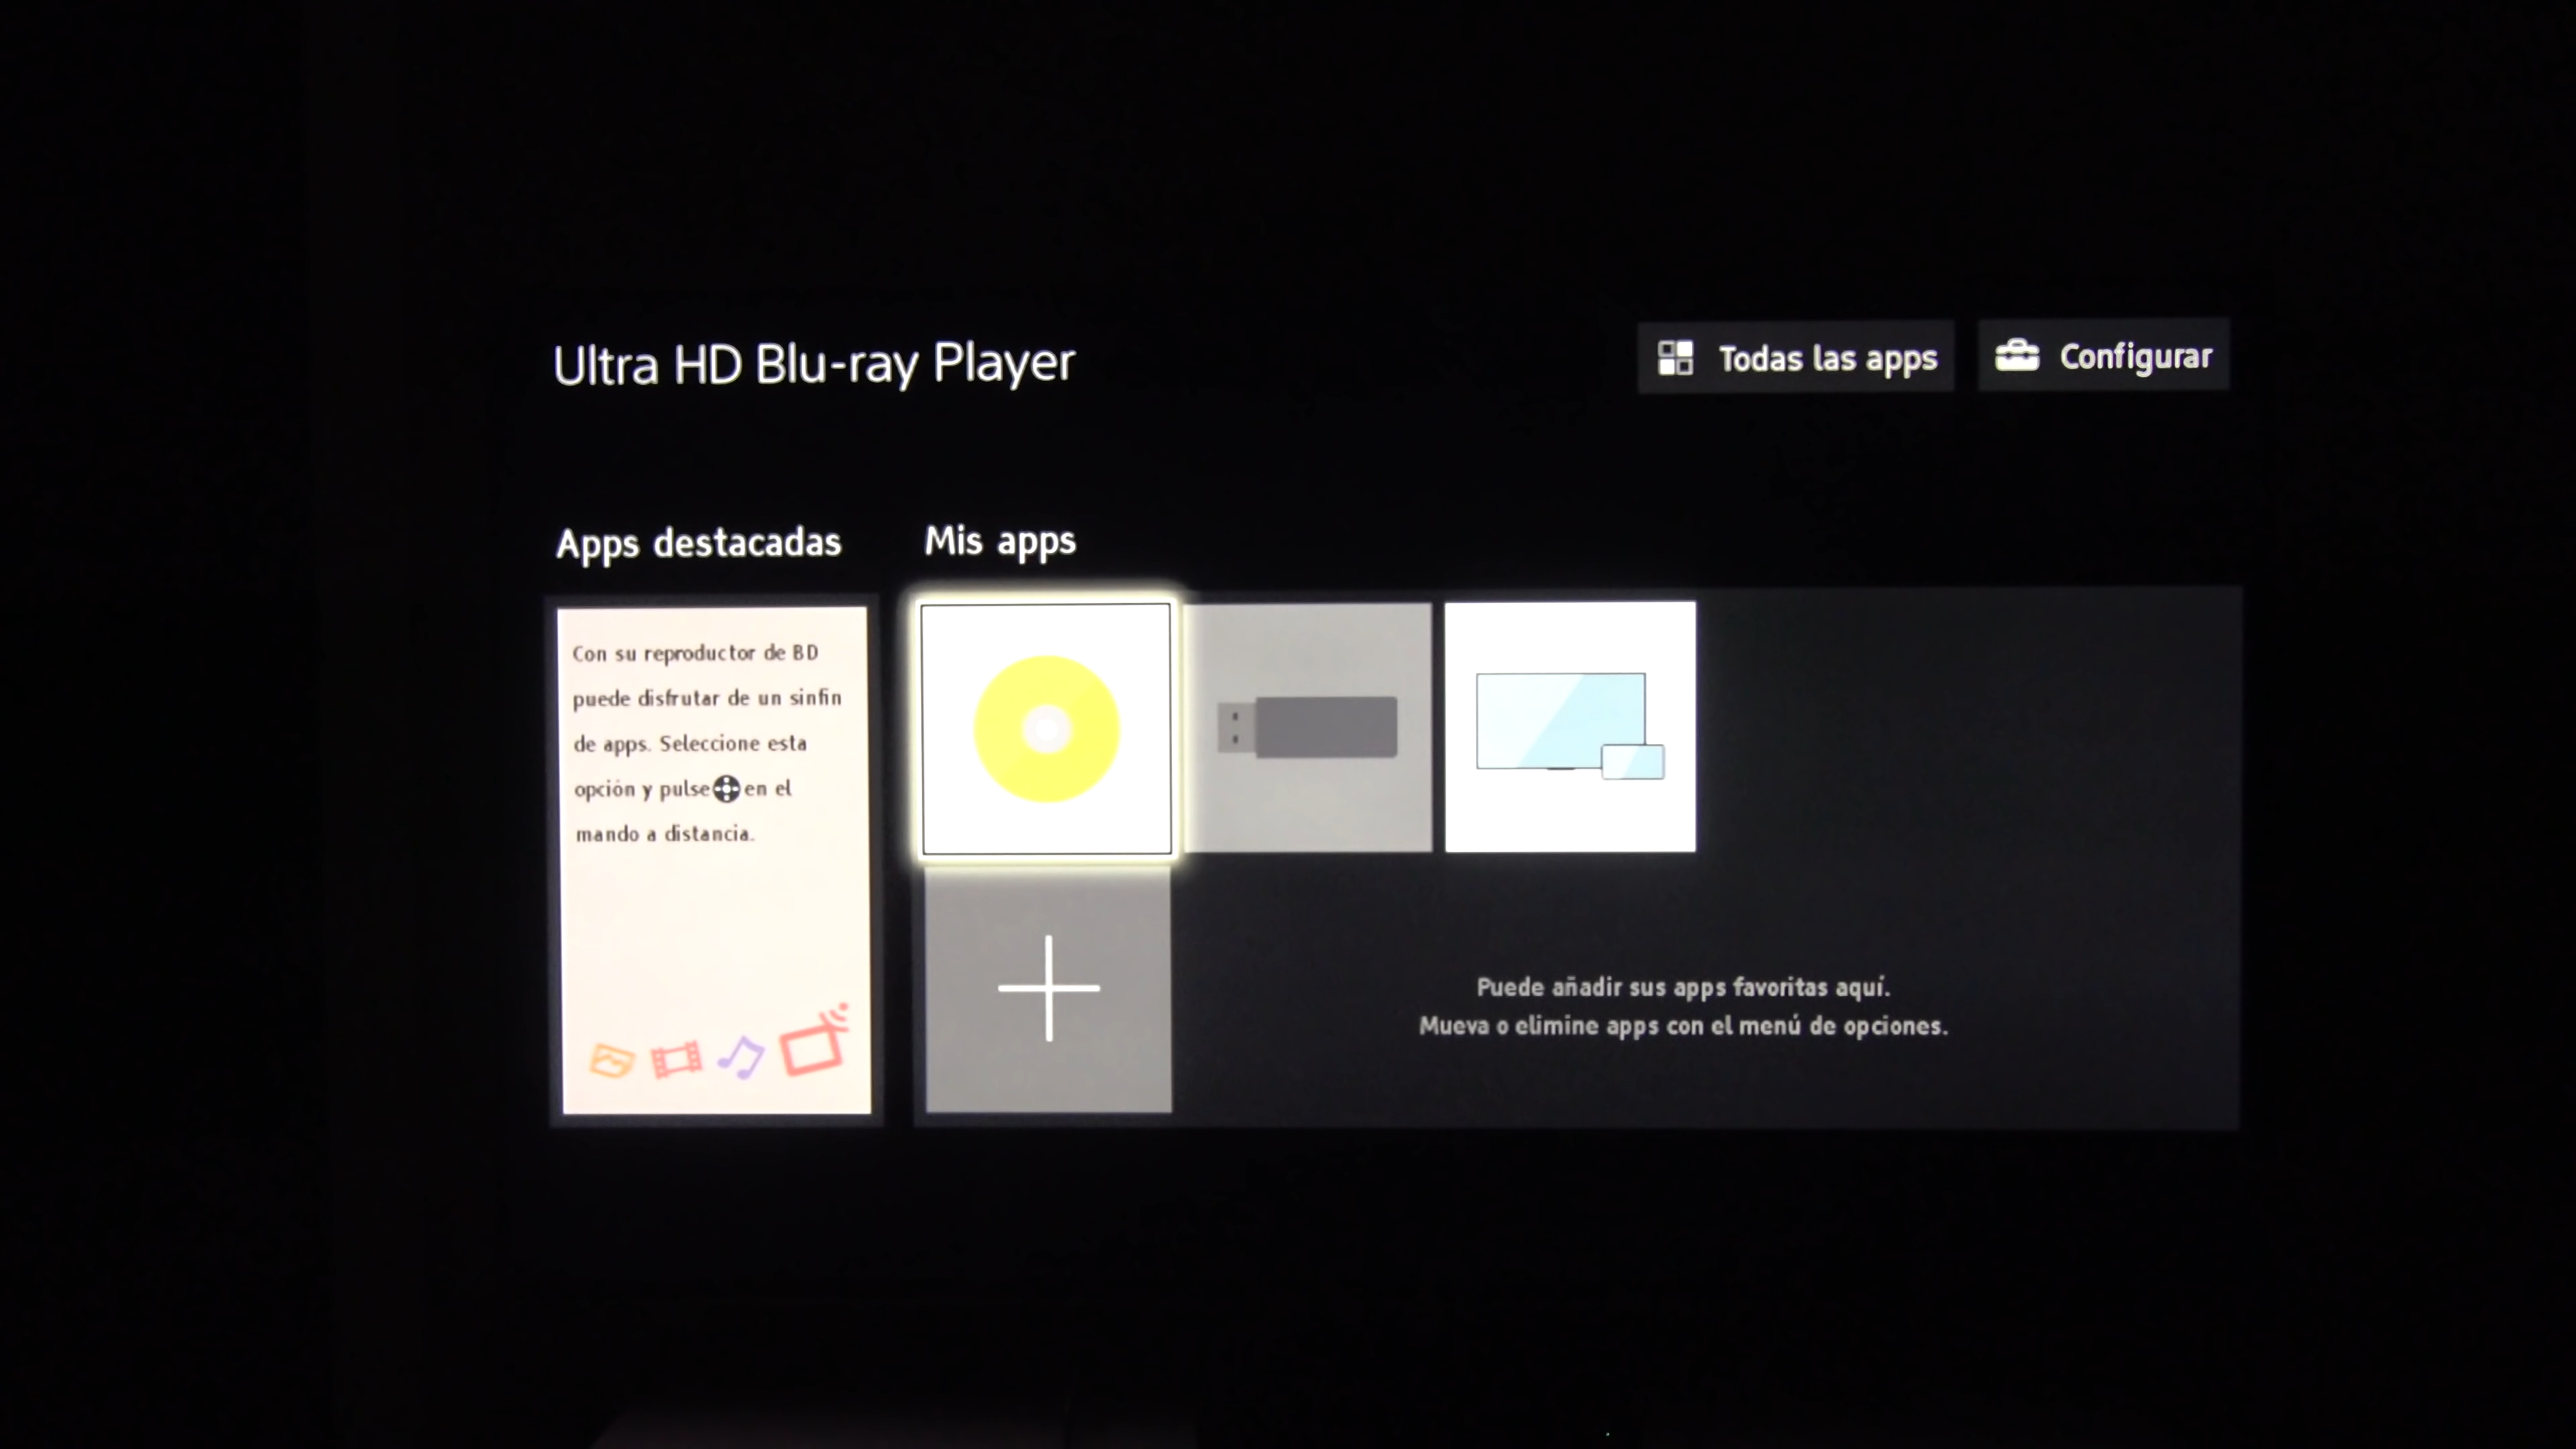 Ultra HD Blu-ray Player
Todas las apps
Configurar
Apps destacadas
Mis apps
Con su reproductor de BD
puede disfrutar de un sinfín
de apps. Seleccione esta
opción y pulse en el
mando a distancia.
Puede añadir sus apps favoritas aquí.
Mueva o elimine apps con el menú de opciones.